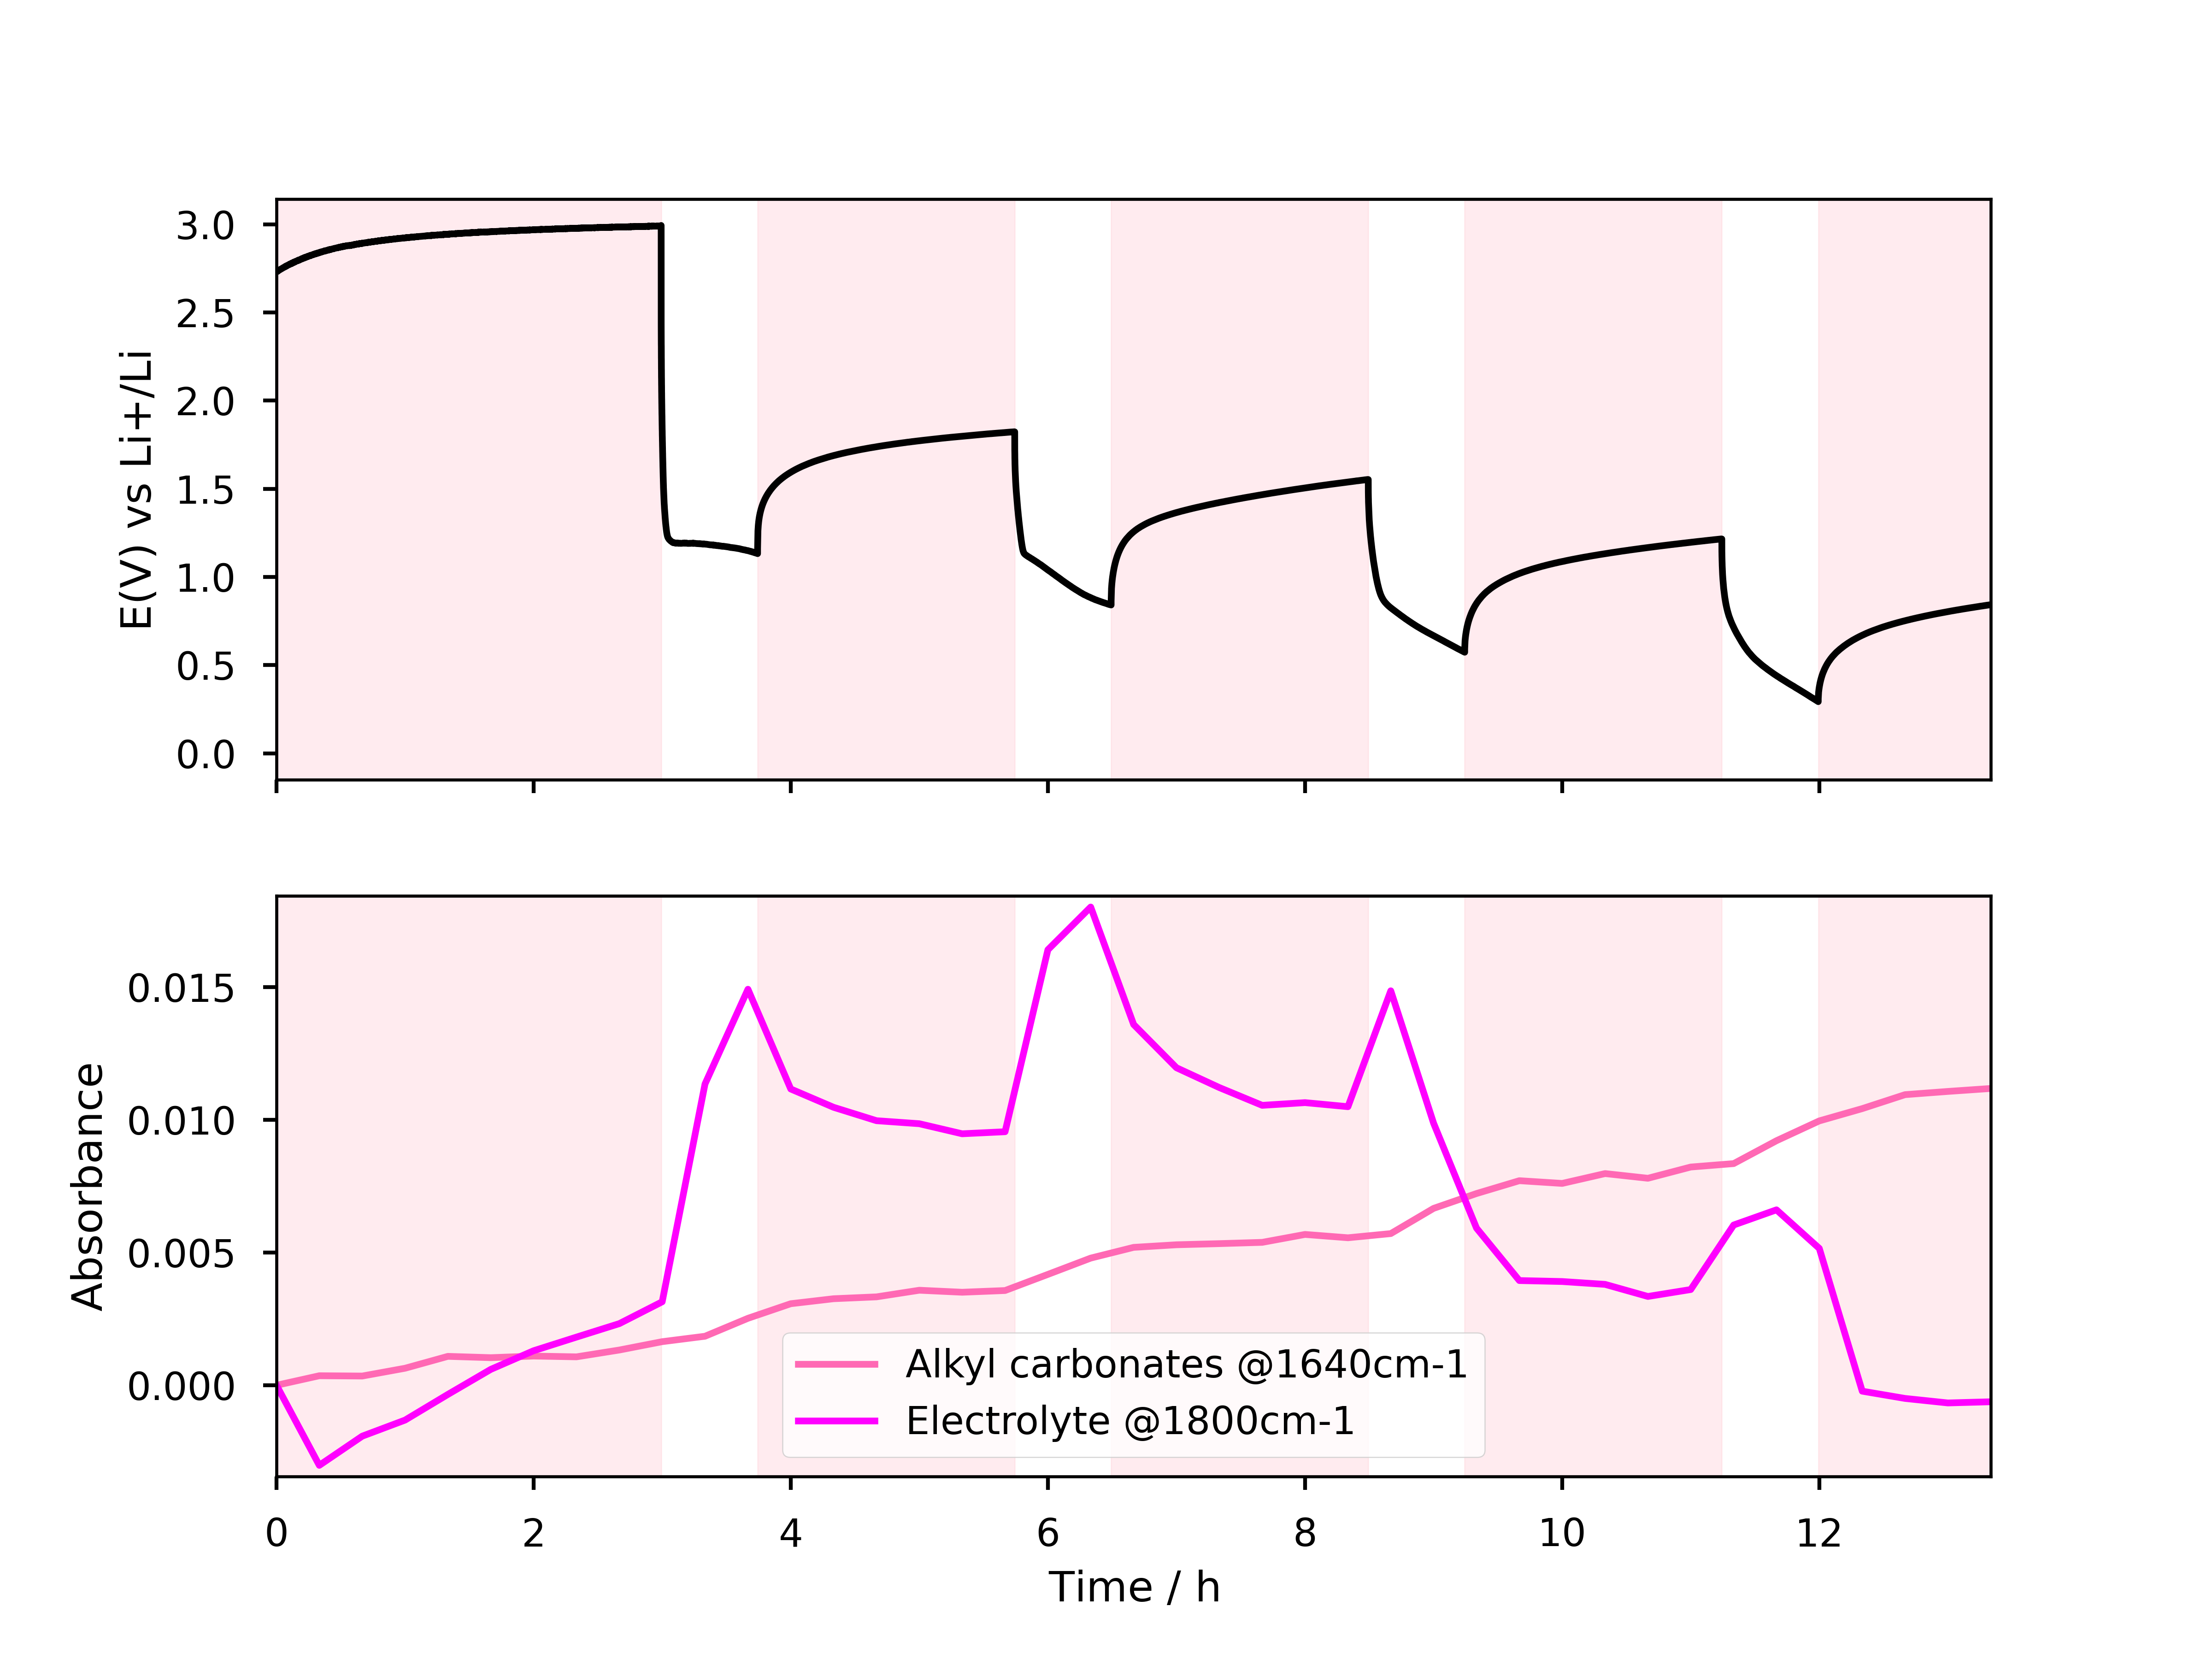 3.0
2.5
2.0
1.5
1.0
0.5
0.0
E(V) vs Li+/Li
0.015
0.010
0.005
0.000
Absorbance
Alkyl carbonates @1640cm-1
Electrolyte @1800cm-1
0 2 4 6 8 10 12
Time / h